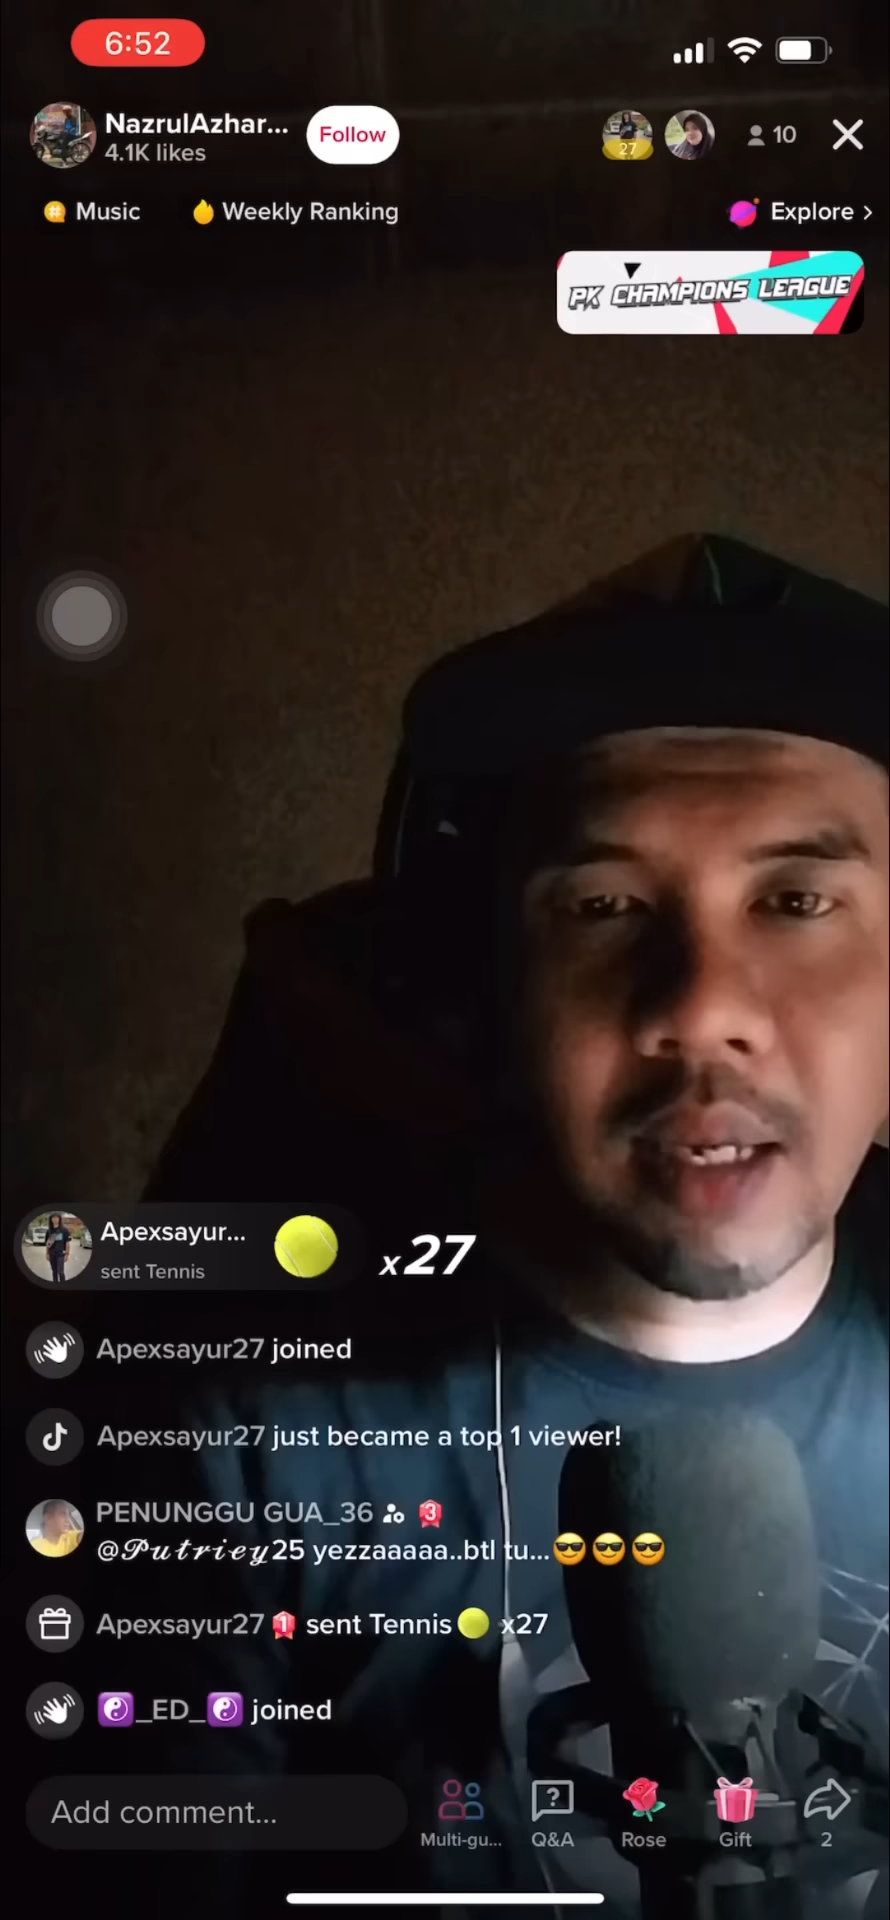 6:52
NazrulAzhar...
4.1K likes
Follow
27
10
Music
Weekly Ranking
Explore >
PK CHAMPIONS LEAGUE
Apexsayur...
sent Tennis
x27
Apexsayur27 joined
Apexsayur27 just became a top 1 viewer!
PENUNGGU GUA_36 3
@𝓟𝓾𝓽𝓻𝓲𝓮𝔂25 yezzaaaaa..btl tu...😎😎😎
Apexsayur27 1 sent Tennis🎾 x27
☯️_ED_☯️ joined
Add comment...
Multi-gu...
Q&A
Rose
Gift
2